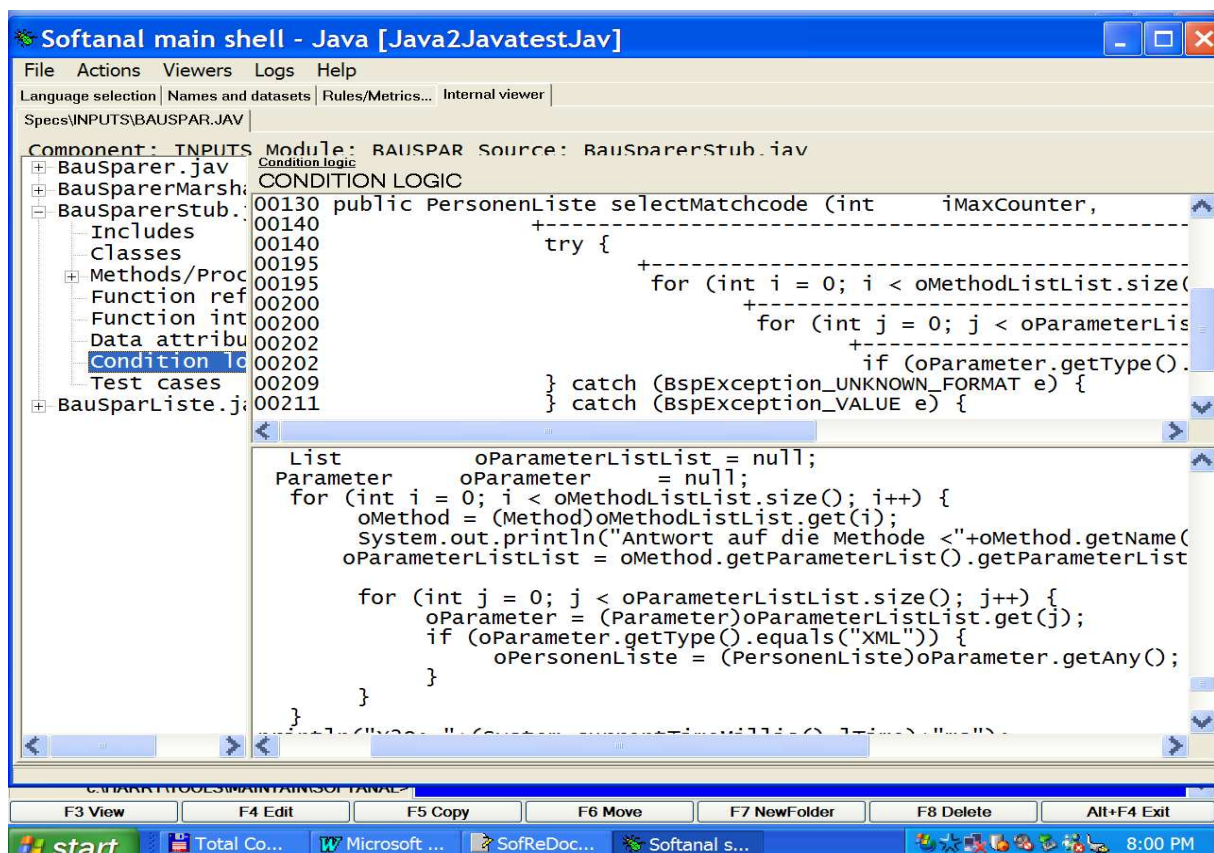 Softanal main shell - Java [Java2JavatestJav]
File Actions Viewers Logs Help
Language selection Names and datasets Rules/Metrics... Internal viewer
Specs\INPUTS\BAUSPAR.JAV
Component: INPUTS Module: BAUSPAR Source: BauSparerStub.jav
BauSparer.jav
BauSparerMarsha
BauSparerStub.j
Includes
Classes
Methods/Proc
Function ref
Function int
Data attribu
Condition lo
Test cases
BauSparListe.ja
Condition logic
CONDITION LOGIC
00130 public PersonenListe selectMatchcode (int iMaxCounter,
00140 +------------------------------------------------
00140 try {
00195 +----------------------------------------
00195 for (int i = 0; i < oMethodListList.size(
00200 +---------------------------------
00200 for (int j = 0; j < oParameterLis
00202 +-------------------------
00202 if (oParameter.getType().
00209 } catch (BspException_UNKNOWN_FORMAT e) {
00211 } catch (BspException_VALUE e) {
List oParameterListList = null;
Parameter oParameter = null;
for (int i = 0; i < oMethodListList.size(); i++) {
oMethod = (Method)oMethodListList.get(i);
System.out.println("Antwort auf die Methode <"+oMethod.getName(
oParameterListList = oMethod.getParameterList().getParameterList
for (int j = 0; j < oParameterListList.size(); j++) {
oParameter = (Parameter)oParameterListList.get(j);
if (oParameter.getType().equals("XML")) {
oPersonenListe = (PersonenListe)oParameter.getAny();
}
}
}
F3 View F4 Edit F5 Copy F6 Move F7 NewFolder F8 Delete Alt+F4 Exit
start Total Co... Microsoft ... SofReDoc... Softanal s... 8:00 PM